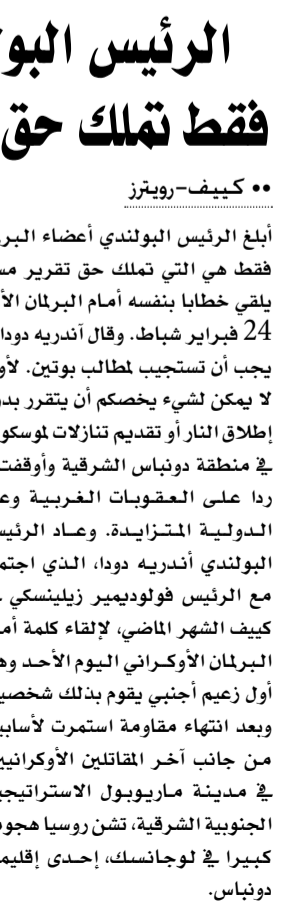 الرئيس البو
فقط تملك حق
•• كييف-رويترز
أبلغ الرئيس البولندي أعضاء البر
فقط هي التي تملك حق تقرير مس
يلقي خطابا بنفسه أمام البرلمان الأ
24 فبراير شباط. وقال آندريه دودا
يجب أن تستجيب لمطالب بوتين. لأو
لا يمكن لشيء يخصكم أن يتقرر بدو
إطلاق النار أو تقديم تنازلات لموسكو
في منطقة دونباس الشرقية وأوقفت
ردا على العقوبات الغربية وع
الدولية المتزايدة. وعاد الرئيس
البولندي أندريه دودا، الذي اجتم
مع الرئيس فولوديمير زيلينسكي
كييف الشهر الماضي، لإلقاء كلمة أم
البرلمان الأوكراني اليوم الأحد وه
أول زعيم أجنبي يقوم بذلك شخصي
وبعد انتهاء مقاومة استمرت لأسابي
من جانب آخر المقاتلين الأوكرانيي
في مدينة ماريوبول الاستراتيجي
الجنوبية الشرقية، تشن روسيا هجو
كبيرا في لوجانسك، إحدى إقليم
دونباس.